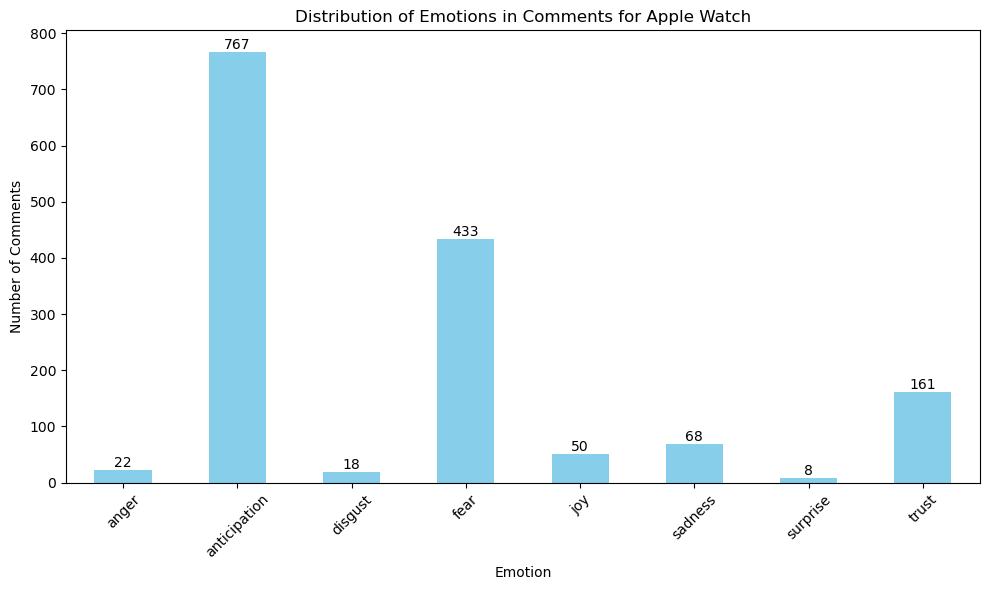 Distribution of Emotions in Comments for Apple Watch
Number of Comments
800
700
600
500
400
300
200
100
0
22
767
18
433
50
68
8
161
anger
anticipation
disgust
fear
joy
sadness
surprise
trust
Emotion